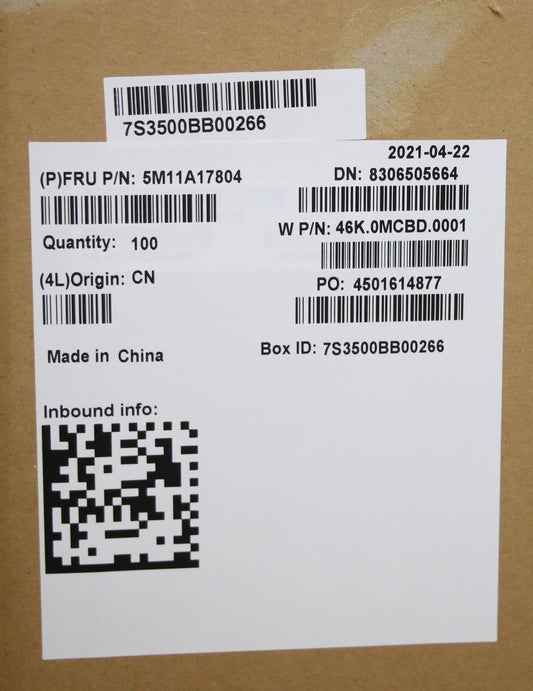 7S3500BB00266
2021-04-22
(P)FRU P/N: 5M11A17804
DN: 8306505664
W P/N: 46K.0MCBD.0001
Quantity: 100
(4L)Origin: CN
PO: 4501614877
Made in China
Box ID: 7S3500BB00266
Inbound info: